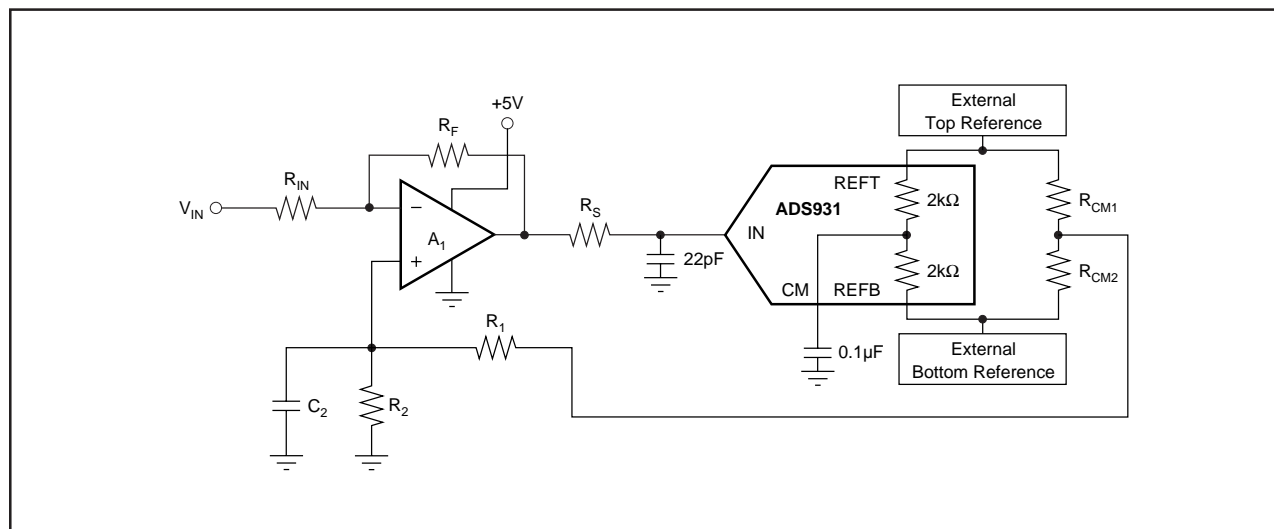 +5V
R_F
R_IN
V_IN
A_1
−
+
R_S
22pF
R_1
C_2
R_2
External
Top Reference
REFT
2kΩ
ADS931
IN
2kΩ
CM
REFB
0.1µF
R_CM1
R_CM2
External
Bottom Reference